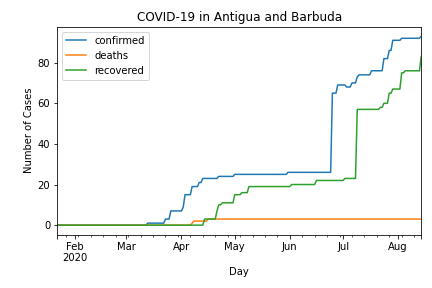 COVID-19 in Antigua and Barbuda
confirmed
deaths
recovered
Number of Cases
80
60
40
20
0
Feb
2020
Mar
Apr
May
Jun
Jul
Aug
Day